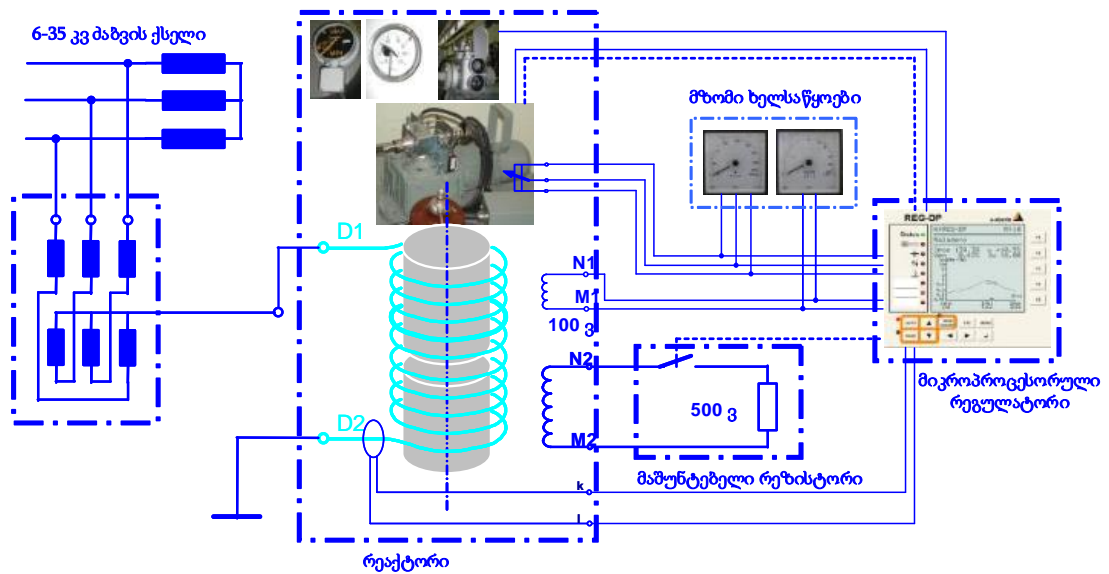 6-35 კვ ძაბვის ქსელი
მზომი ხელსაწყოები
REG-DP
D1
N1
M1
100 ვ
N2
500 ვ
M2
D2
მიკროპროცესორული
რეგულატორი
მაშუნტებელი რეზისტორი
k
l
რეაქტორი